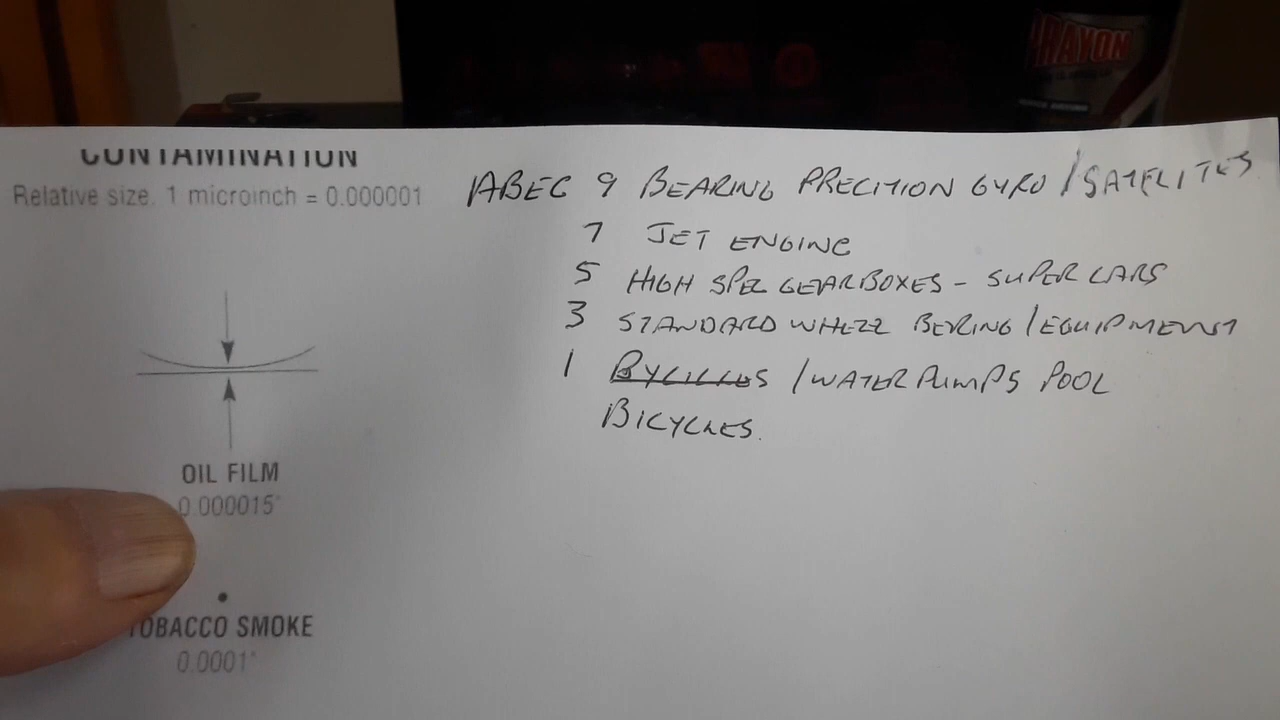 CONTAMINATION
Relative size. 1 microinch = 0.000001
OIL FILM
0.000015"
TOBACCO SMOKE
0.0001"
ABEC 9 BEARING PRECITION GYRO / SATELITES
7 JET ENGINE
5 HIGH SPEC GEARBOXES - SUPER CARS
3 STANDARD WHEEL BERING / EQUIPMENT
1 BYCICLES / WATER PUMPS POOL
BICYCLES.
RAYON